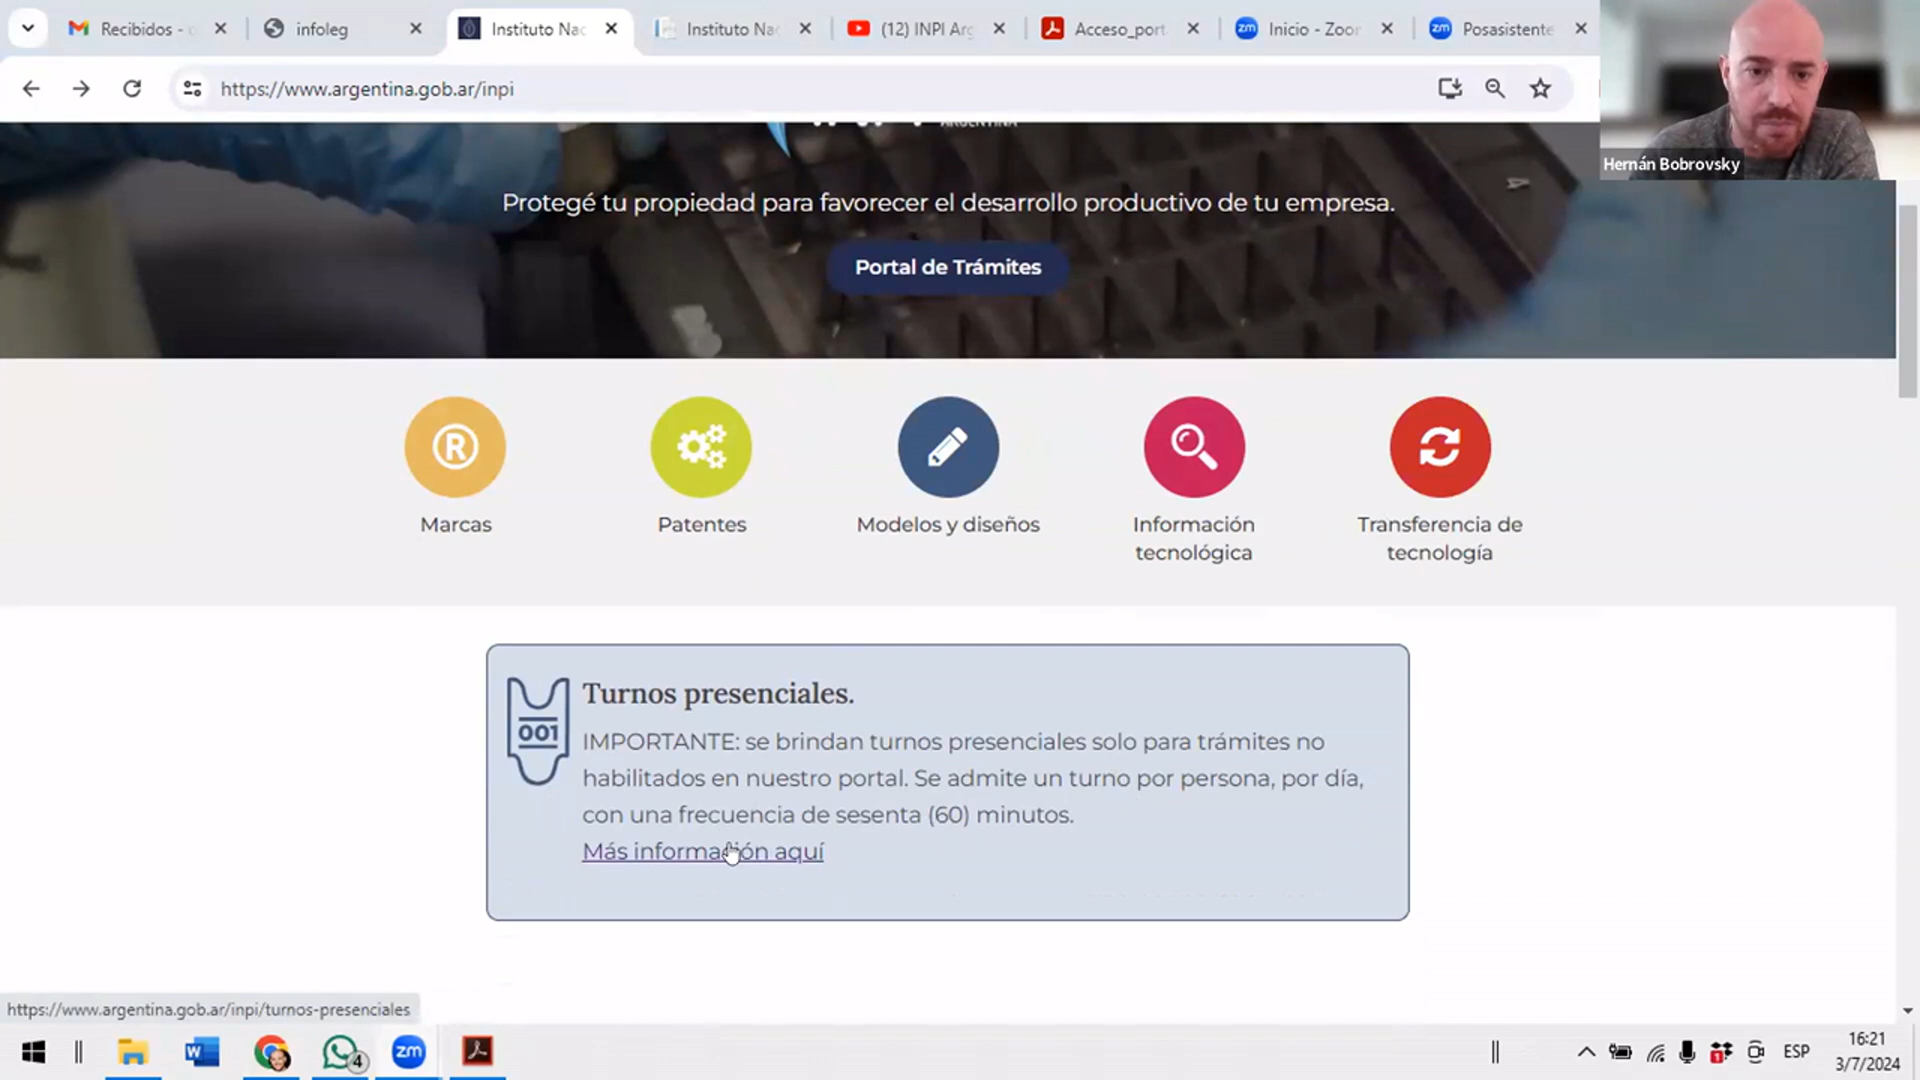 Recibidos - c
infoleg
Instituto Nac
Instituto Nac
(12) INPI Arg
Acceso_port
Inicio - Zoom
Posasistente
https://www.argentina.gob.ar/inpi
Hernán Bobrovsky
ARGENTINA
Protegé tu propiedad para favorecer el desarrollo productivo de tu empresa.
Portal de Trámites
Marcas
Patentes
Modelos y diseños
Información
tecnológica
Transferencia de
tecnología
001
Turnos presenciales.
IMPORTANTE: se brindan turnos presenciales solo para trámites no
habilitados en nuestro portal. Se admite un turno por persona, por día,
con una frecuencia de sesenta (60) minutos.
Más información aquí
https://www.argentina.gob.ar/inpi/turnos-presenciales
zm
4
ESP
16:21
3/7/2024